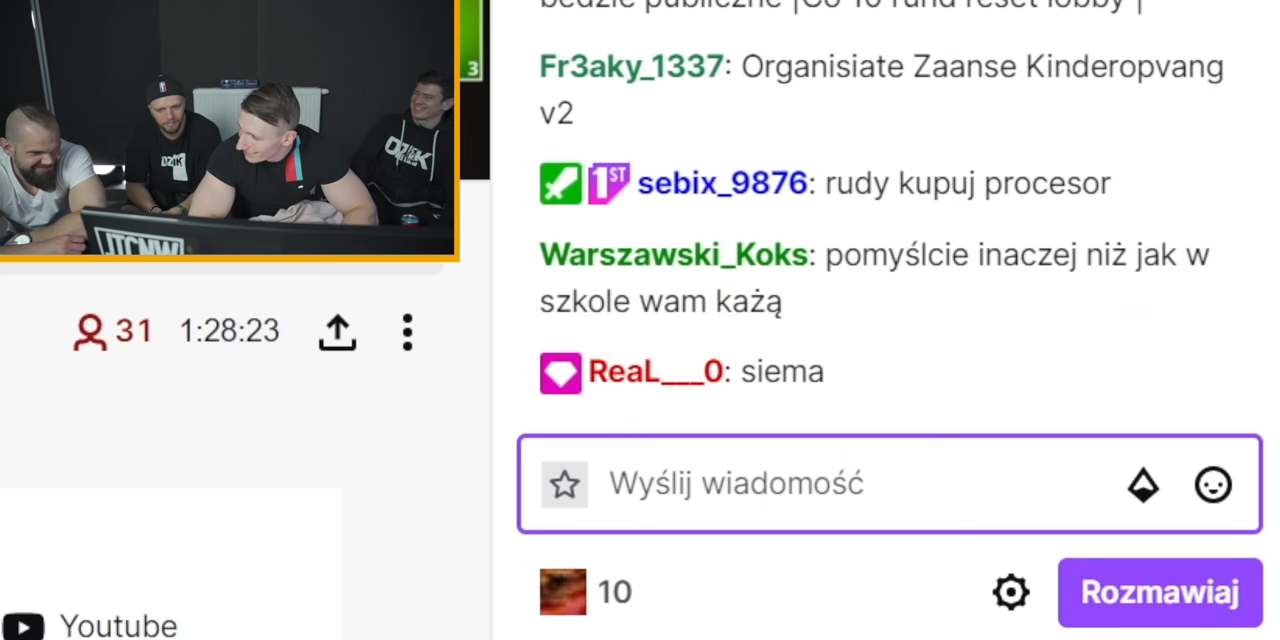 będzie publiczne |Co 10 rund reset lobby |
3
Fr3aky_1337: Organisiate Zaanse Kinderopvang
v2
1ST sebix_9876: rudy kupuj procesor
Warszawski_Koks: pomyślcie inaczej niż jak w
szkole wam każą
31 1:28:23
ReaL___0: siema
Wyślij wiadomość
10
Rozmawiaj
Youtube